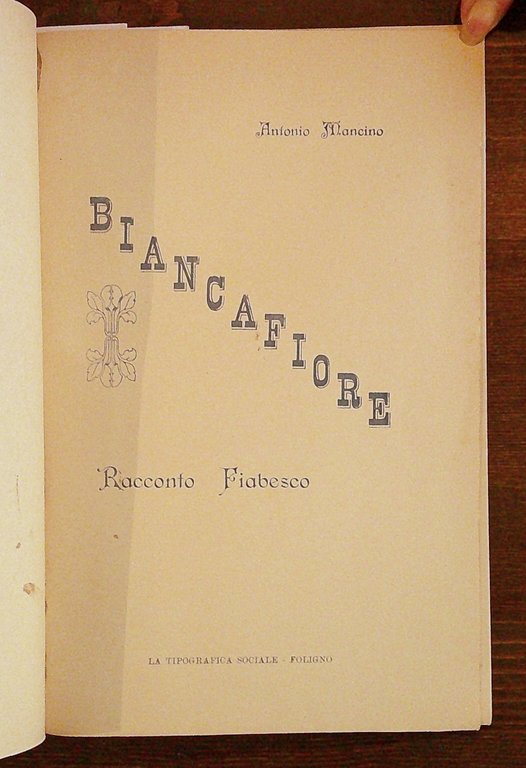 Antonio Mancino
BIANCAFIORE
Racconto Fiabesco
LA TIPOGRAFICA SOCIALE - FOLIGNO